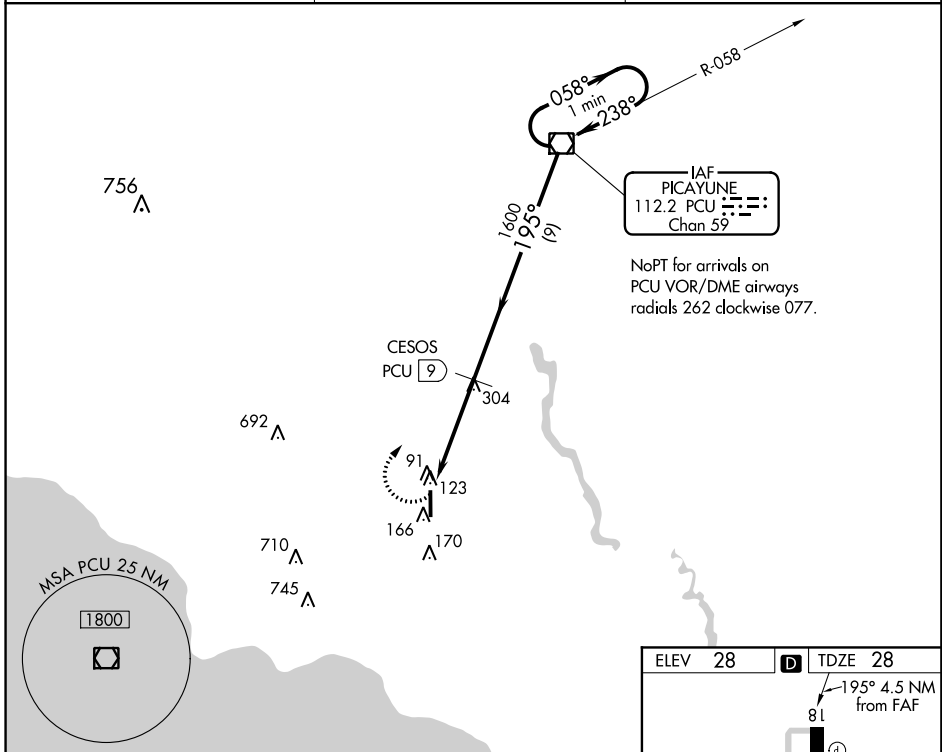 R-058
058°
1 min
238°
IAF
PICAYUNE
112.2 PCU
Chan 59
756
1600
195°
(9)
NoPT for arrivals on
PCU VOR/DME airways
radials 262 clockwise 077.
CESOS
PCU 9
304
692
91
123
166
170
710
745
MSA PCU 25 NM
1800
ELEV 28 D TDZE 28
195° 4.5 NM
from FAF
18
d